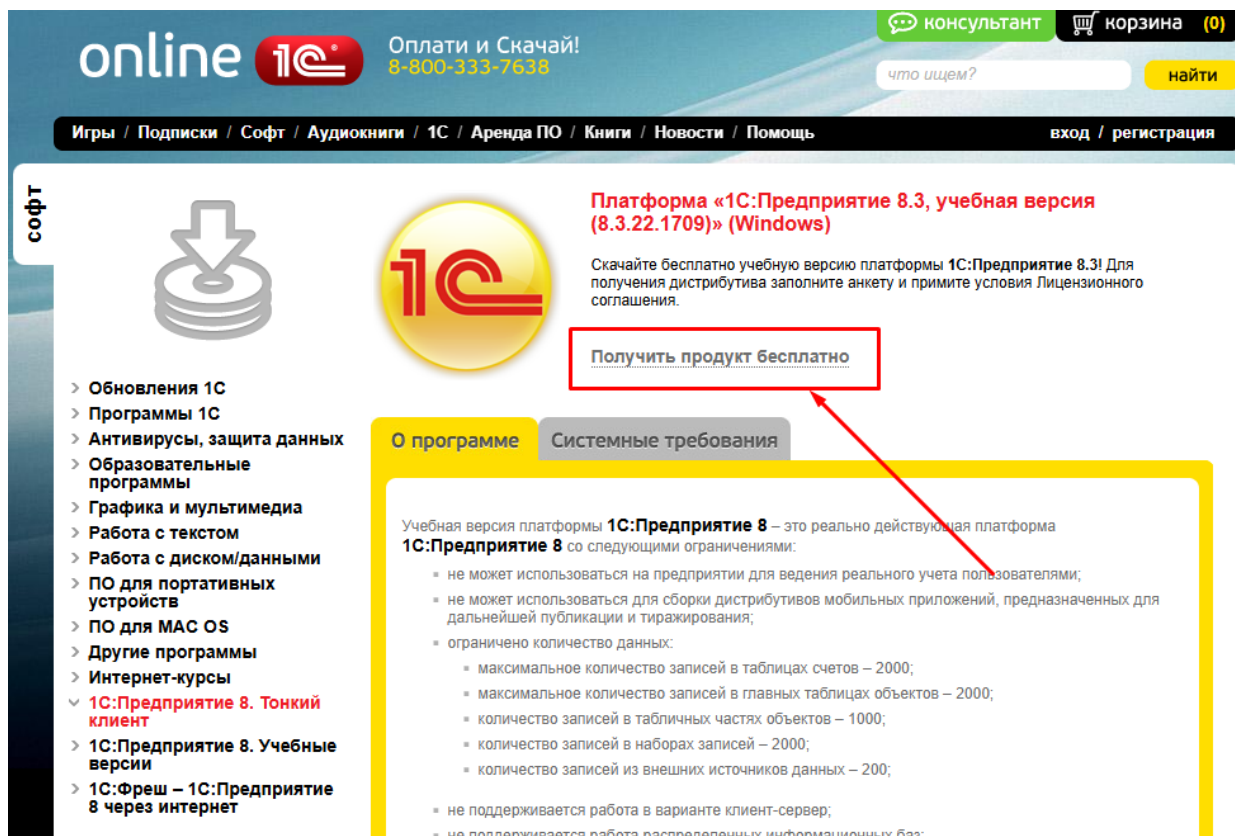 online 1С
Оплати и Скачай!
8-800-333-7638
консультант
корзина (0)
что ищем?
найти
Игры / Подписки / Софт / Аудиокниги / 1С / Аренда ПО / Книги / Новости / Помощь
вход / регистрация
софт
1С
Платформа «1С:Предприятие 8.3, учебная версия
(8.3.22.1709)» (Windows)
Скачайте бесплатно учебную версию платформы 1С:Предприятие 8.3! Для
получения дистрибутива заполните анкету и примите условия Лицензионного
соглашения.
Получить продукт бесплатно
Обновления 1С
Программы 1С
Антивирусы, защита данных
Образовательные
программы
Графика и мультимедиа
Работа с текстом
Работа с диском/данными
ПО для портативных
устройств
ПО для MAC OS
Другие программы
Интернет-курсы
1С:Предприятие 8. Тонкий
клиент
1С:Предприятие 8. Учебные
версии
1С:Фреш – 1С:Предприятие
8 через интернет
О программе
Системные требования
Учебная версия платформы 1С:Предприятие 8 – это реально действующая платформа
1С:Предприятие 8 со следующими ограничениями:
не может использоваться на предприятии для ведения реального учета пользователями;
не может использоваться для сборки дистрибутивов мобильных приложений, предназначенных для
дальнейшей публикации и тиражирования;
ограничено количество данных:
максимальное количество записей в таблицах счетов – 2000;
максимальное количество записей в главных таблицах объектов – 2000;
количество записей в табличных частях объектов – 1000;
количество записей в наборах записей – 2000;
количество записей из внешних источников данных – 200;
не поддерживается работа в варианте клиент-сервер;
не поддерживается работа распределенных информационных баз;